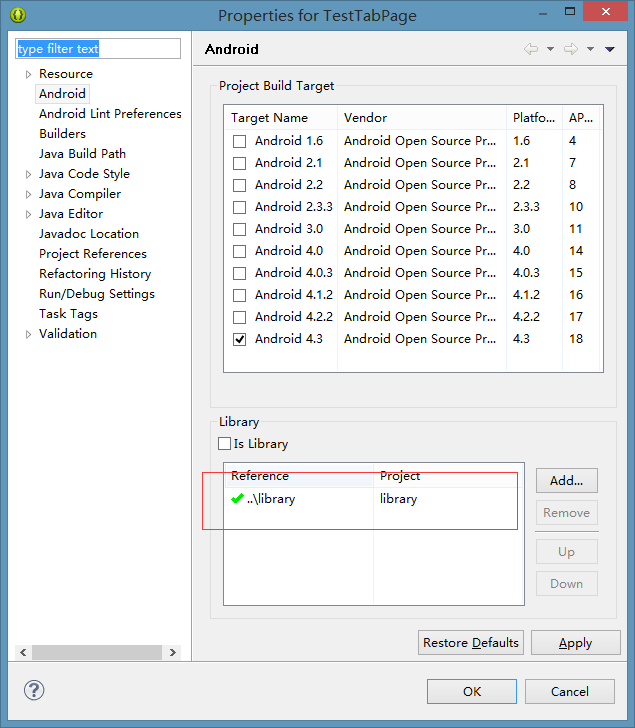 Properties for TestTabPage
type filter text
Resource
Android
Android Lint Preferences
Builders
Java Build Path
Java Code Style
Java Compiler
Java Editor
Javadoc Location
Project References
Refactoring History
Run/Debug Settings
Task Tags
Validation
Android
Project Build Target
Target Name Vendor Platfo... AP...
Android 1.6 Android Open Source Pr... 1.6 4
Android 2.1 Android Open Source Pr... 2.1 7
Android 2.2 Android Open Source Pr... 2.2 8
Android 2.3.3 Android Open Source Pr... 2.3.3 10
Android 3.0 Android Open Source Pr... 3.0 11
Android 4.0 Android Open Source Pr... 4.0 14
Android 4.0.3 Android Open Source Pr... 4.0.3 15
Android 4.1.2 Android Open Source Pr... 4.1.2 16
Android 4.2.2 Android Open Source Pr... 4.2.2 17
Android 4.3 Android Open Source Pr... 4.3 18
Library
Is Library
Reference Project
..\library library
Add...
Remove
Up
Down
Restore Defaults Apply
? OK Cancel